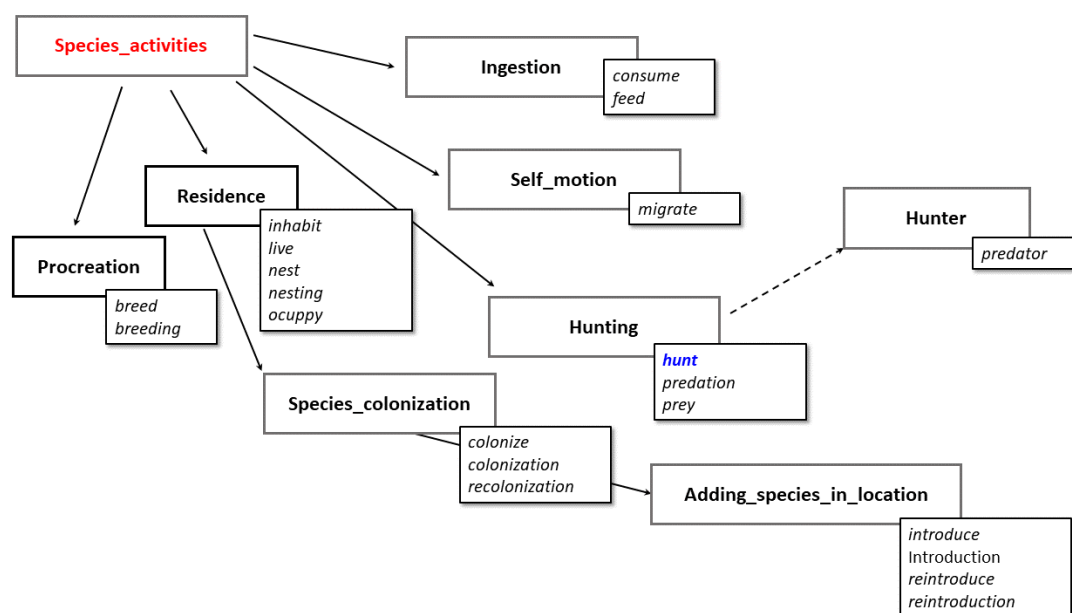 Species_activities
Ingestion
consume
feed
Self_motion
migrate
Residence
inhabit
live
nest
nesting
ocuppy
Hunter
predator
Procreation
breed
breeding
Hunting
hunt
predation
prey
Species_colonization
colonize
colonization
recolonization
Adding_species_in_location
introduce
Introduction
reintroduce
reintroduction